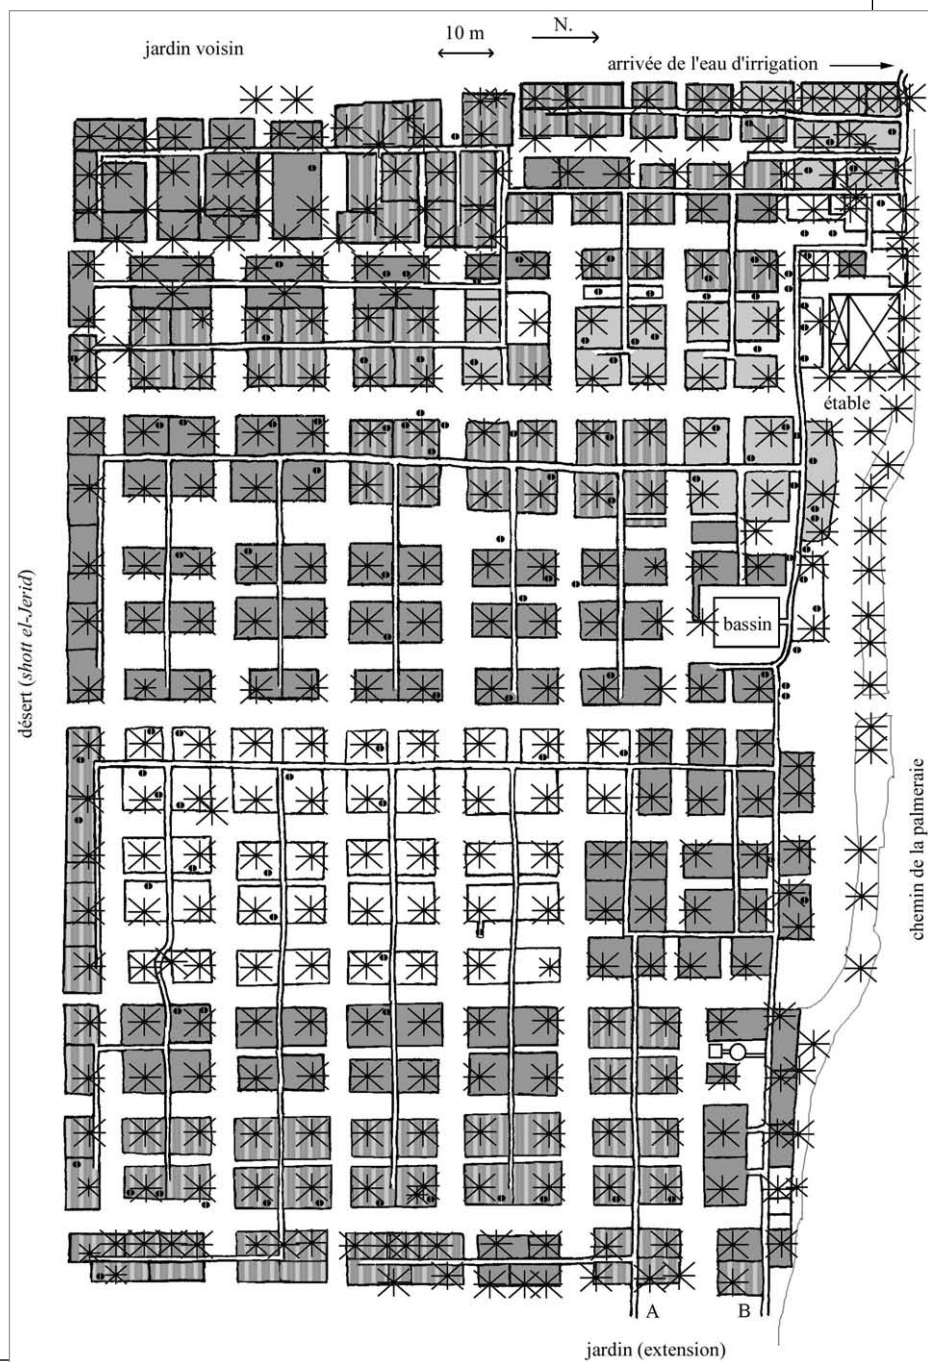 10 m
N.
jardin voisin
arrivée de l'eau d'irrigation
étable
bassin
désert (shott el-Jerid)
chemin de la palmeraie
A
B
jardin (extension)